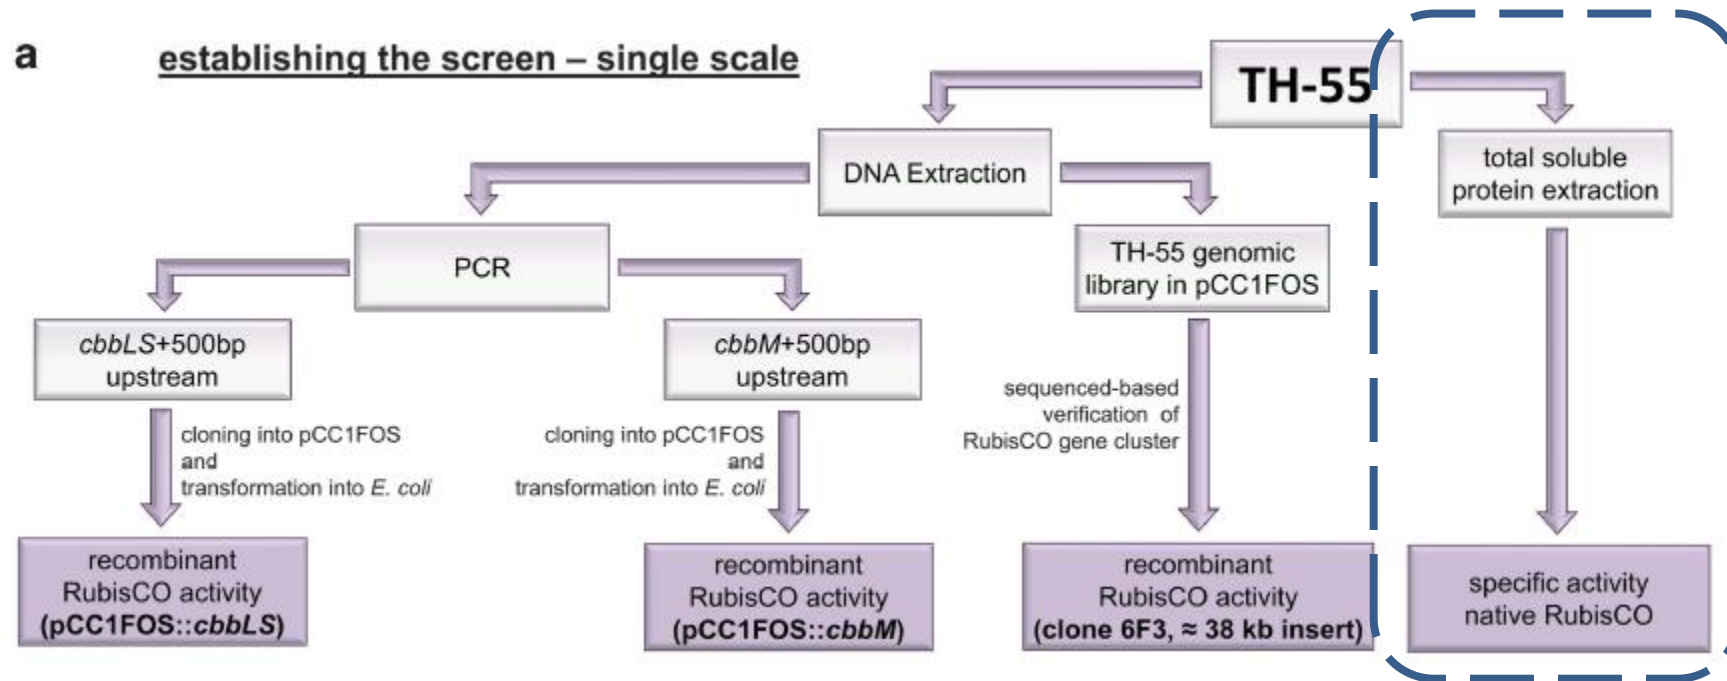 a
establishing the screen – single scale
TH-55
DNA Extraction
total soluble
protein extraction
PCR
TH-55 genomic
library in pCC1FOS
cbbLS+500bp
upstream
cbbM+500bp
upstream
sequenced-based
verification of
RubisCO gene cluster
cloning into pCC1FOS
and
transformation into E. coli
cloning into pCC1FOS
and
transformation into E. coli
recombinant
RubisCO activity
(pCC1FOS::cbbLS)
recombinant
RubisCO activity
(pCC1FOS::cbbM)
recombinant
RubisCO activity
(clone 6F3, ≈ 38 kb insert)
specific activity
native RubisCO